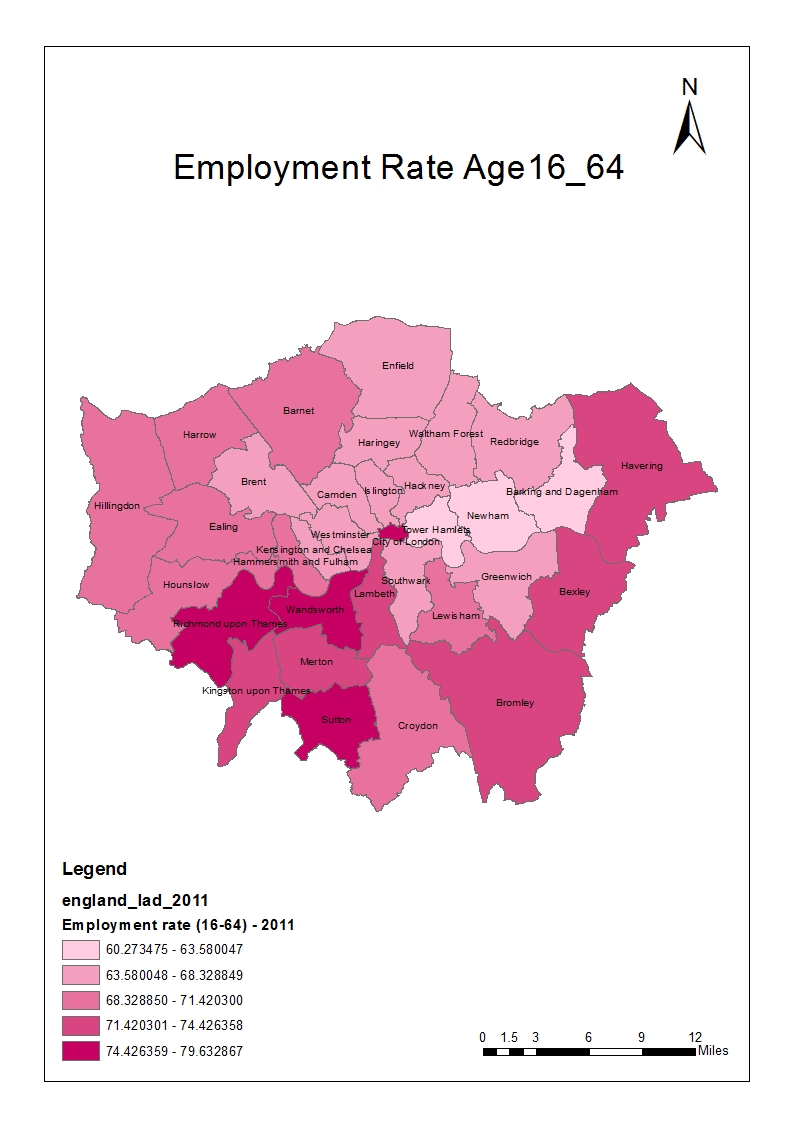 N
Employment Rate Age16_64
Enfield
Barnet
Harrow
Haringey
Waltham Forest
Redbridge
Havering
Brent
Hillingdon
Camden
Islington
Hackney
Barking and Dagenham
Newham
Ealing
Westminster
Tower Hamlets
City of London
Kensington and Chelsea
Hammersmith and Fulham
Hounslow
Southwark
Greenwich
Lambeth
Bexley
Wandsworth
Lewisham
Richmond upon Thames
Merton
Kingston upon Thames
Bromley
Sutton
Croydon
Legend
england_lad_2011
Employment rate (16-64) - 2011
60.273475 - 63.580047
63.580048 - 68.328849
68.328850 - 71.420300
71.420301 - 74.426358
74.426359 - 79.632867
0 1.5 3 6 9 12
Miles